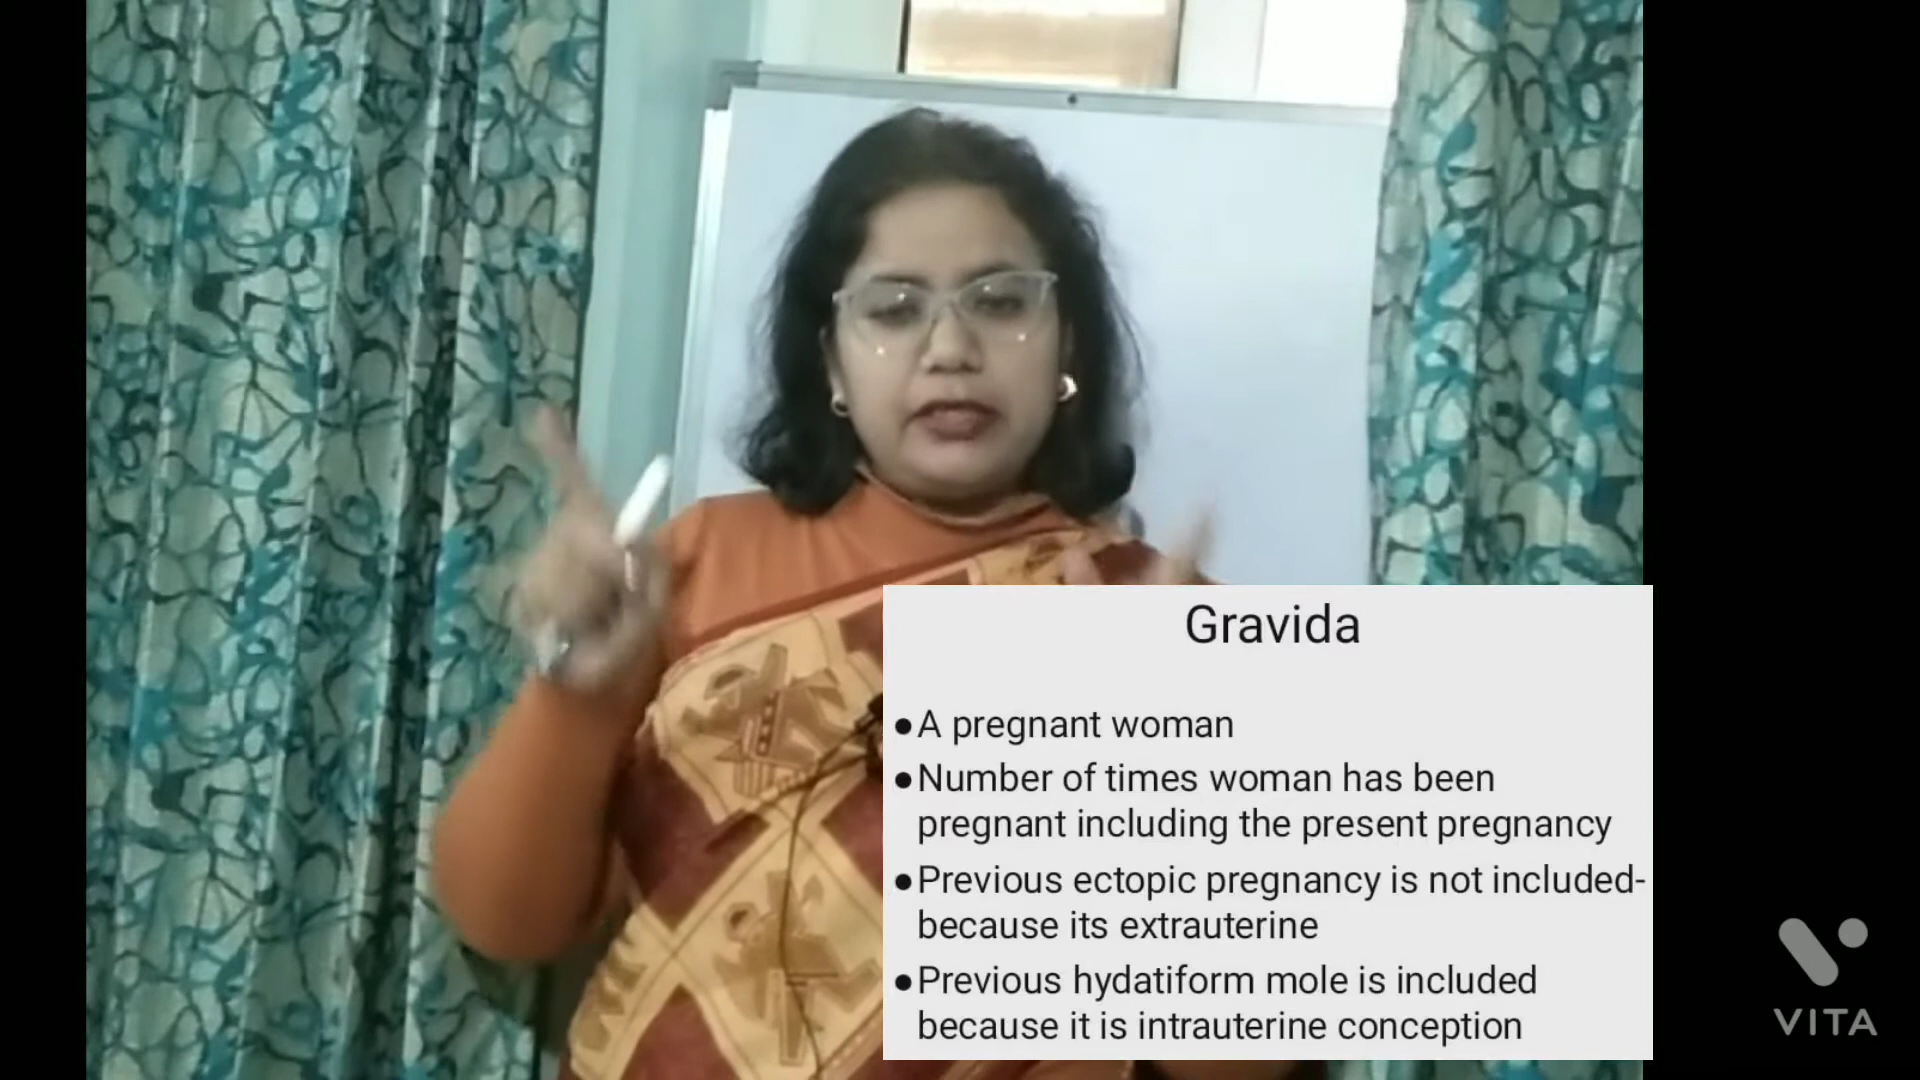 Gravida
●A pregnant woman
●Number of times woman has been
pregnant including the present pregnancy
●Previous ectopic pregnancy is not included-
because its extrauterine
●Previous hydatiform mole is included
because it is intrauterine conception
VITA